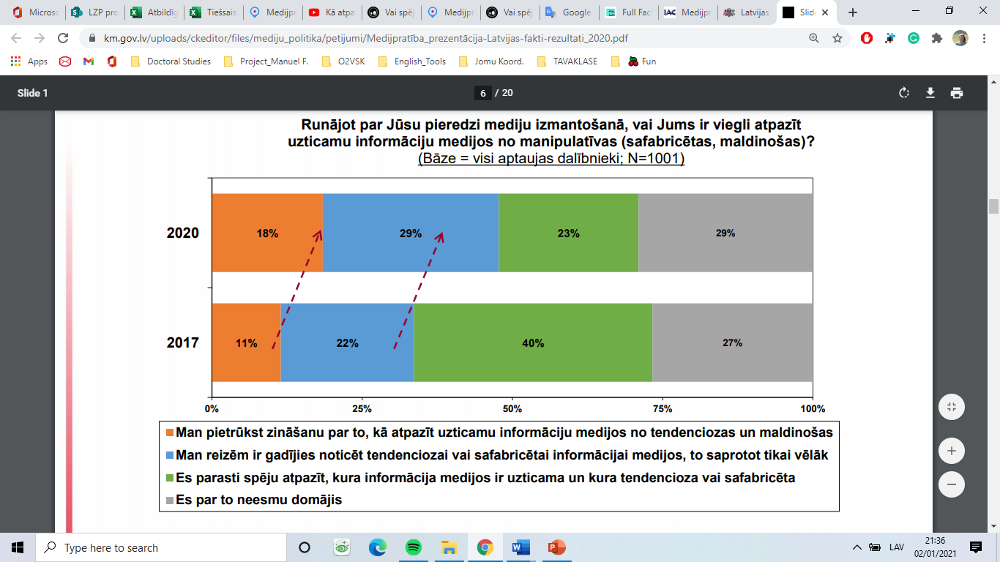 Microsc
LZP pro
Atbildīg
Tiešsais
Medijpr
Kā atpa
Vai spēj
Medijpr
Vai spēj
Google
Full Fact
IAC
Medijpr
Latvijas
Slide
km.gov.lv/uploads/ckeditor/files/mediju_politika/petijumi/Medijpratība_prezentācija-Latvijas-fakti-rezultati_2020.pdf
Apps
Doctoral Studies
Project_Manuel F.
O2VSK
English_Tools
Jomu Koord.
TAVAKLASE
Fun
Slide 1
6 / 20
Runājot par Jūsu pieredzi mediju izmantošanā, vai Jums ir viegli atpazīt
uzticamu informāciju medijos no manipulatīvas (safabricētas, maldinošas)?
(Bāze = visi aptaujas dalībnieki; N=1001)
2020
18%
29%
23%
29%
2017
11%
22%
40%
27%
0%
25%
50%
75%
100%
Man pietrūkst zināšanu par to, kā atpazīt uzticamu informāciju medijos no tendenciozas un maldinošas
Man reizēm ir gadījies noticēt tendenciozai vai safabricētai informācijai medijos, to saprotot tikai vēlāk
Es parasti spēju atpazīt, kura informācija medijos ir uzticama un kura tendencioza vai safabricēta
Es par to neesmu domājis
Type here to search
LAV
21:36
02/01/2021